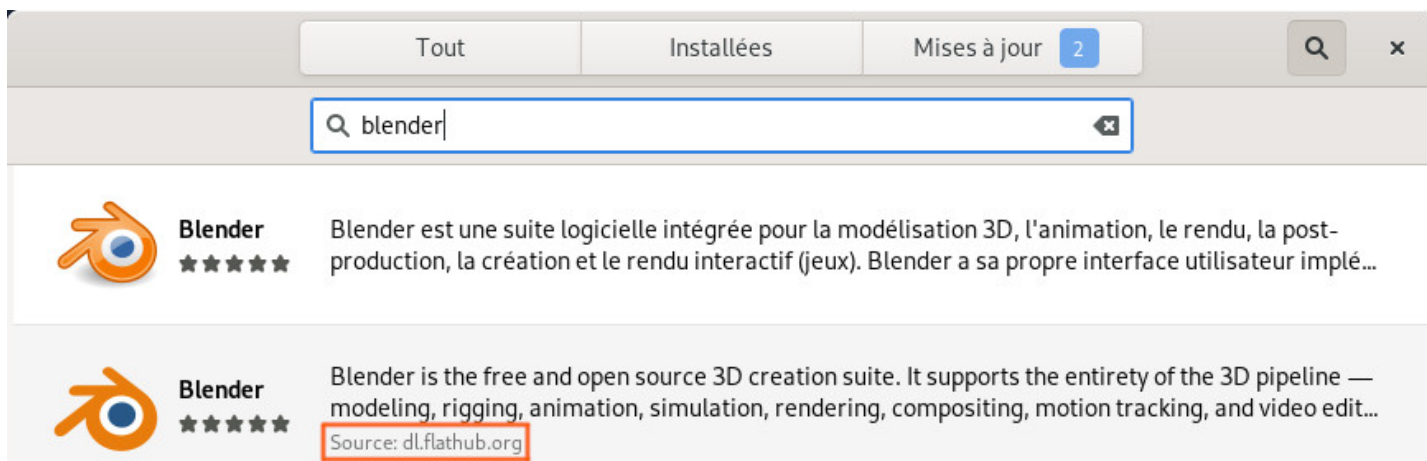 Tout
Installées
Mises à jour 2
blender
Blender
Blender est une suite logicielle intégrée pour la modélisation 3D, l'animation, le rendu, la post-
production, la création et le rendu interactif (jeux). Blender a sa propre interface utilisateur implé…
Blender
Blender is the free and open source 3D creation suite. It supports the entirety of the 3D pipeline —
modeling, rigging, animation, simulation, rendering, compositing, motion tracking, and video edit…
Source: dl.flathub.org